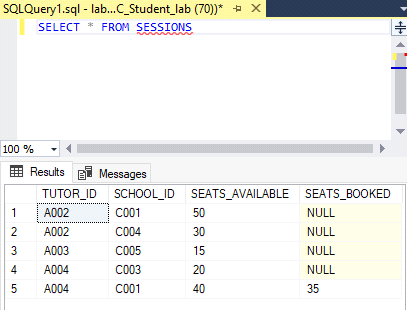 SQLQuery1.sql - lab...C_Student_lab (70))*
SELECT * FROM SESSIONS
100 %
Results Messages
TUTOR_ID SCHOOL_ID SEATS_AVAILABLE SEATS_BOOKED
1 A002 C001 50 NULL
2 A002 C004 30 NULL
3 A003 C005 15 NULL
4 A004 C003 20 NULL
5 A004 C001 40 35